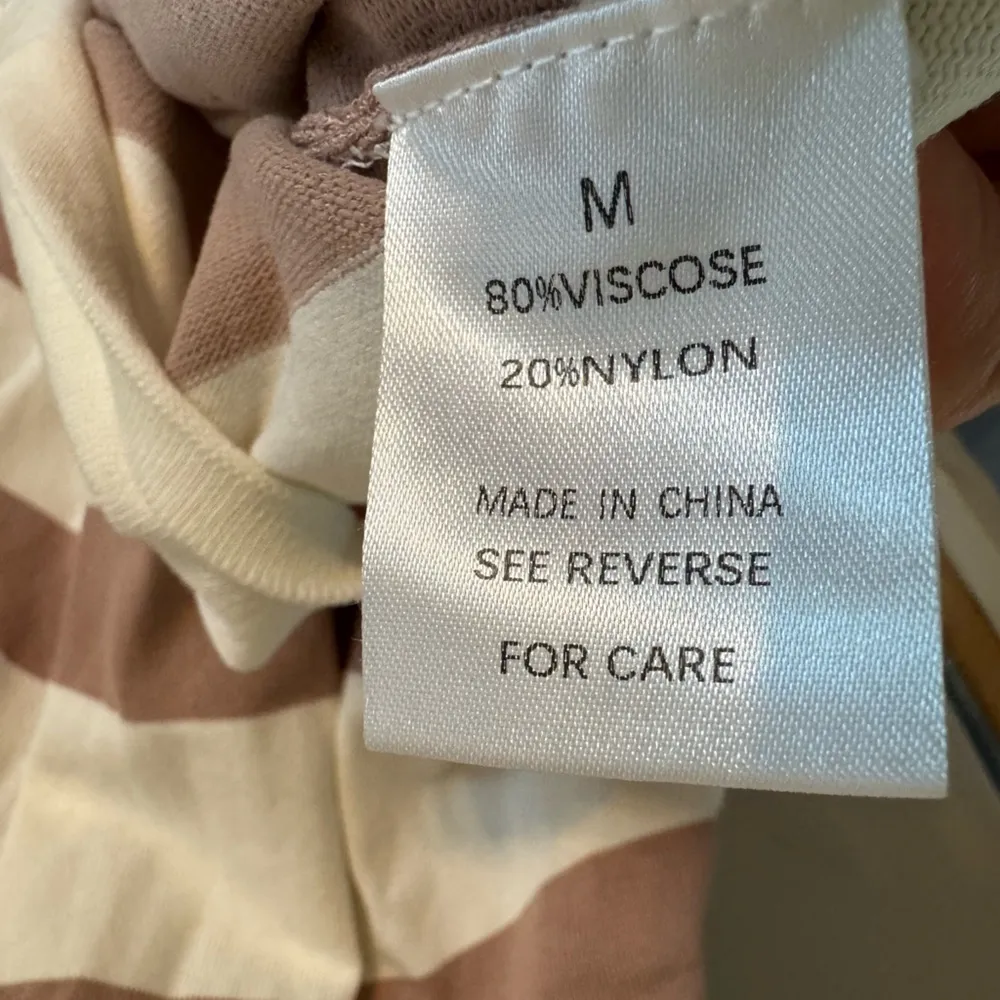 M
80%VISCOSE
20%NYLON
MADE IN CHINA
SEE REVERSE
FOR CARE